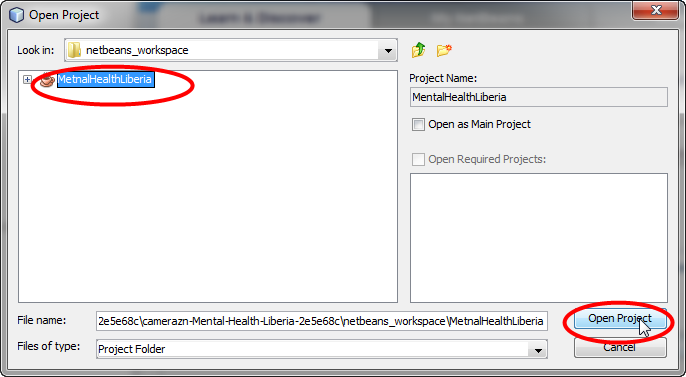 Open Project
Look in:
netbeans_workspace
MetnalHealthLiberia
Project Name:
MentalHealthLiberia
Open as Main Project
Open Required Projects:
File name:
2e5e68c\camerazn-Mental-Health-Liberia-2e5e68c\netbeans_workspace\MetnalHealthLiberia
Open Project
Files of type:
Project Folder
Cancel